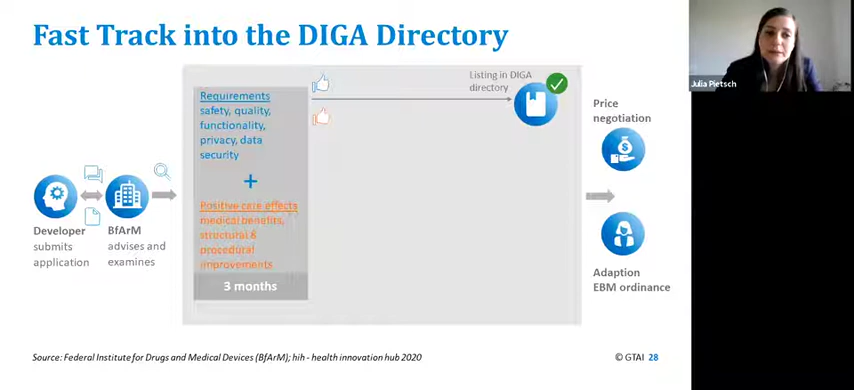 Fast Track into the DIGA Directory
Julia Pietsch
Listing in DIGA
directory
Requirements
safety, quality,
functionality,
privacy, data
security
+
Positive care effects
medical benefits,
structural &
procedural
improvements
3 months
Developer
submits
application
BfArM
advises and
examines
Price
negotiation
$
Adaption
EBM ordinance
Source: Federal Institute for Drugs and Medical Devices (BfArM); hih - health innovation hub 2020
© GTAI 28